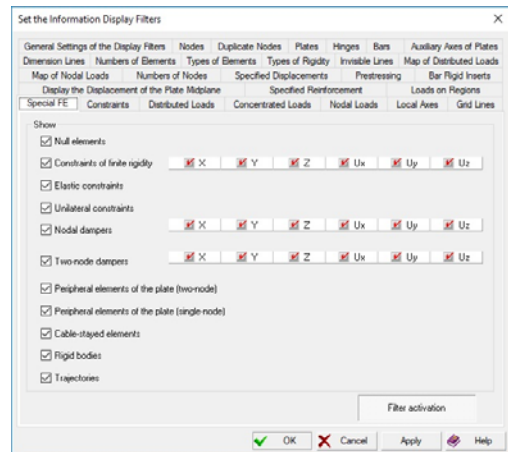 Set the Information Display Filters
General Settings of the Display Filters Nodes Duplicate Nodes Plates Hinges Bars Auxiliary Axes of Plates
Dimension Lines Numbers of Elements Types of Elements Types of Rigidity Invisible Lines Map of Distributed Loads
Map of Nodal Loads Numbers of Nodes Specified Displacements Prestressing Bar Rigid Inserts
Display the Displacement of the Plate Midplane Specified Reinforcement Loads on Regions
Special FE Constraints Distributed Loads Concentrated Loads Nodal Loads Local Axes Grid Lines
Show
Null elements
Constraints of finite rigidity X Y Z Ux Uy Uz
Elastic constraints
Unilateral constraints
Nodal dampers X Y Z Ux Uy Uz
Two-node dampers X Y Z Ux Uy Uz
Peripheral elements of the plate (two-node)
Peripheral elements of the plate (single-node)
Cable-stayed elements
Rigid bodies
Trajectories
Filter activation
OK Cancel Apply Help